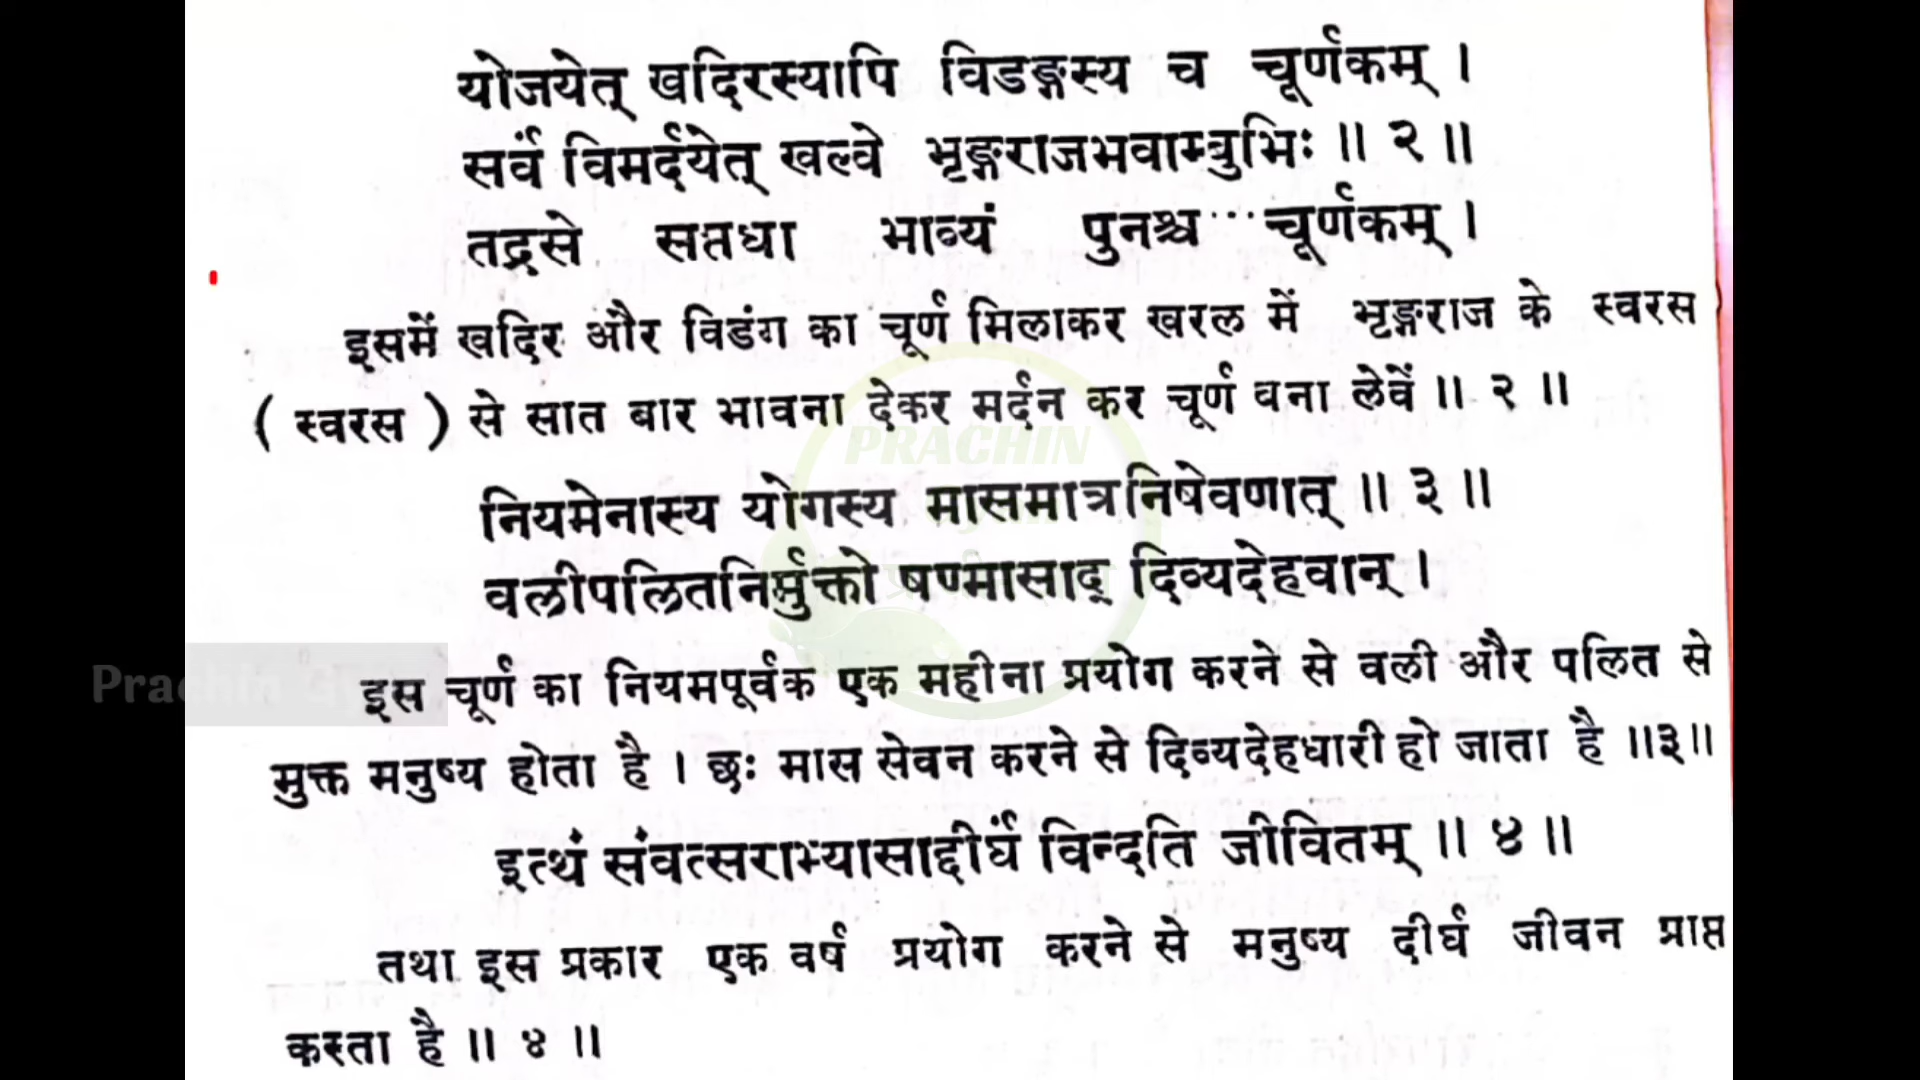 योजयेत् खदिरस्यापि विडङ्गस्य च चूर्णकम् ।
सर्वं विमर्दयेत् खल्वे भृङ्गराजभवाम्बुभिः ॥ २ ॥
तद्रसे सप्तधा भाव्यं पुनश्च ··· चूर्णकम् ।
इसमें खदिर और विडंग का चूर्ण मिलाकर खरल में भृङ्गराज के स्वरस
( स्वरस ) से सात बार भावना देकर मर्दन कर चूर्ण वना लेवें ॥ २ ॥
PRACHIN
नियमेनास्य योगस्य मासमात्रनिषेवणात् ॥ ३ ॥
वलीपलितनिर्मुक्तो षण्मासाद् दिव्यदेहवान् ।
Prachin
इस चूर्ण का नियमपूर्वक एक महीना प्रयोग करने से वली और पलित से
मुक्त मनुष्य होता है । छः मास सेवन करने से दिव्यदेहधारी हो जाता है ॥३॥
इत्थं संवत्सराभ्यासाद्दीर्घं विन्दति जीवितम् ॥ ४ ॥
तथा इस प्रकार एक वर्ष प्रयोग करने से मनुष्य दीर्घ जीवन प्राप्त
करता है ॥ ४ ॥